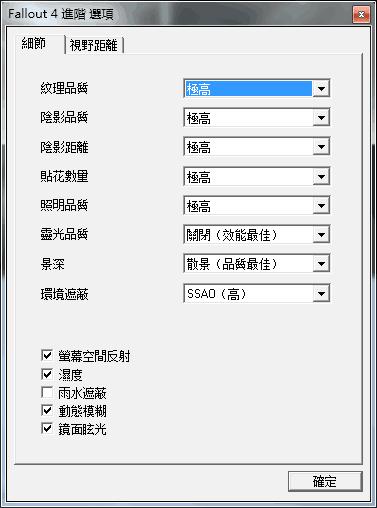 Fallout 4 進階 選項
細節 視野距離
紋理品質 極高
陰影品質 極高
陰影距離 極高
貼花數量 極高
照明品質 極高
靈光品質 關閉（效能最佳）
景深 散景（品質最佳）
環境遮蔽 SSAO（高）
螢幕空間反射
濕度
雨水遮蔽
動態模糊
鏡面眩光
確定